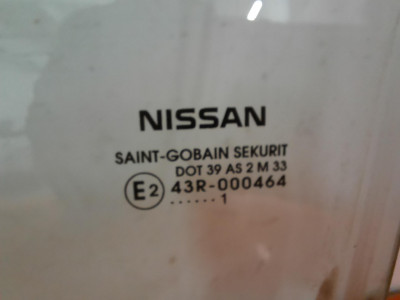 NISSAN
SAINT-GOBAIN SEKURIT
DOT 39 AS 2 M 33
E2 43R-000464
...... 1